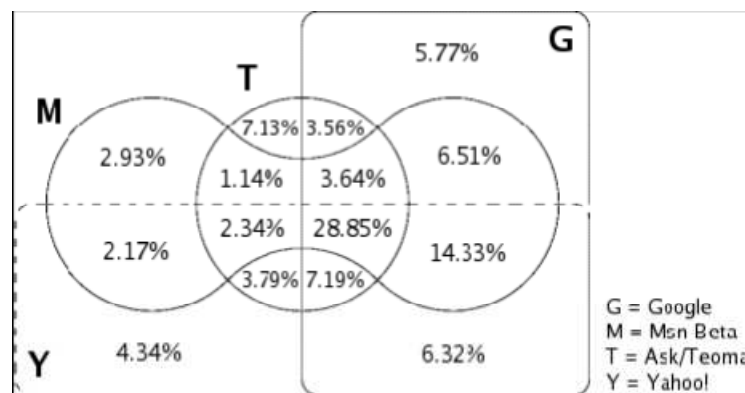 G
5.77%
T
M
7.13% 3.56%
2.93%
6.51%
1.14%
3.64%
2.34%
28.85%
2.17%
14.33%
3.79% 7.19%
G = Google
M = Msn Beta
4.34%
6.32%
T = Ask/Teoma
Y
Y = Yahoo!